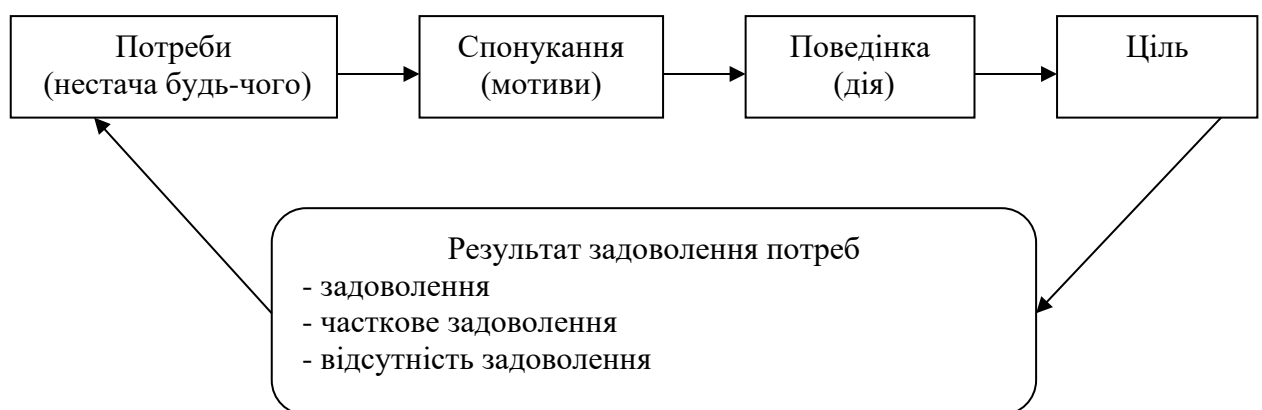 Потреби
(нестача будь-чого)
Спонукання
(мотиви)
Поведінка
(дія)
Ціль
Результат задоволення потреб
- задоволення
- часткове задоволення
- відсутність задоволення